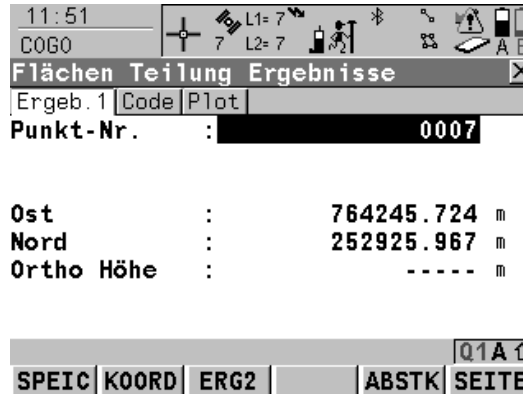 11:51
COGO
7
L1= 7
L2= 7
A B
Flächen Teilung Ergebnisse X
Ergeb.1 Code Plot
Punkt-Nr. : 0007
Ost : 764245.724 m
Nord : 252925.967 m
Ortho Höhe : ----- m
Q1 A
SPEIC KOORD ERG2 ABSTK SEITE